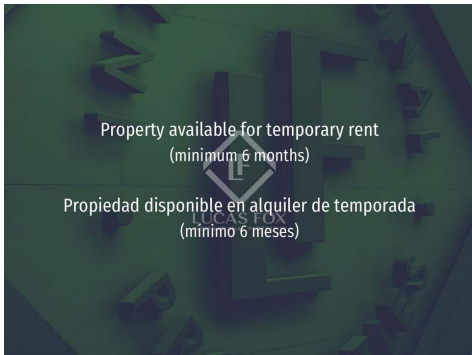 Property available for temporary rent
(minimum 6 months)
Propiedad disponible en alquiler de temporada
LUCAS FOX
(mínimo 6 meses)